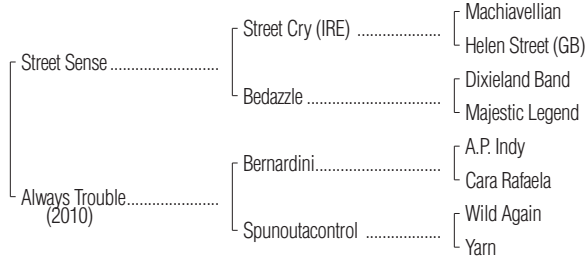 Machiavellian
Street Cry (IRE) ..................
Helen Street (GB)
Street Sense ........................
Dixieland Band
Bedazzle .............................
Majestic Legend
A.P. Indy
Bernardini...........................
Cara Rafaela
Always Trouble....................
(2010)
Wild Again
Spunoutacontrol ................
Yarn